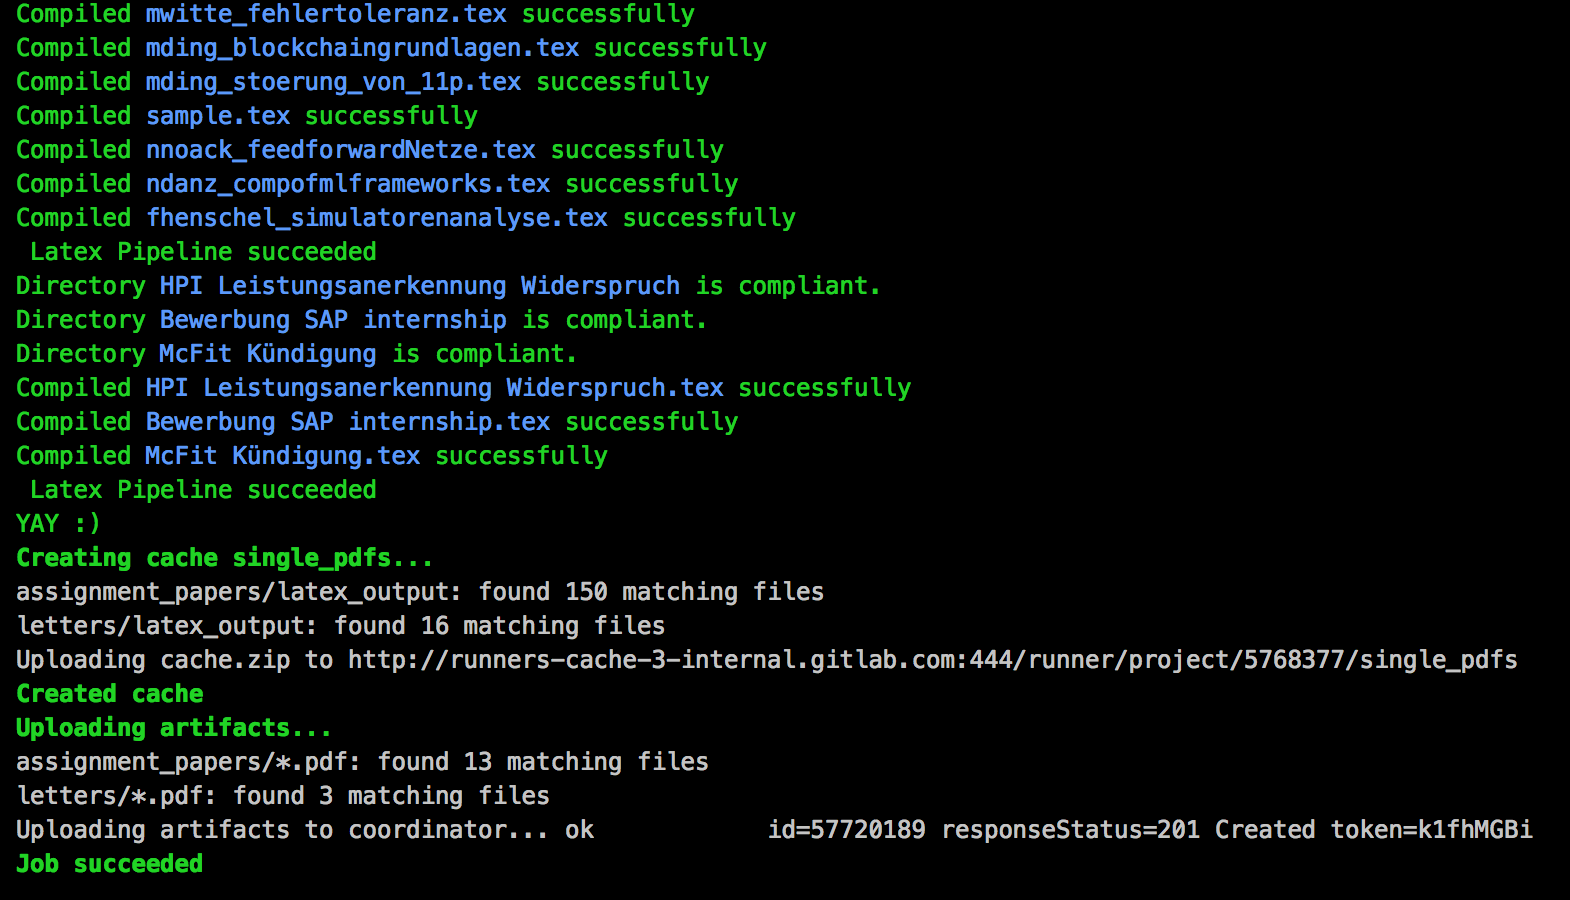 Compiled mwitte_fehlertoleranz.tex successfully
Compiled mding_blockchaingrundlagen.tex successfully
Compiled mding_stoerung_von_11p.tex successfully
Compiled sample.tex successfully
Compiled nnoack_feedforwardNetze.tex successfully
Compiled ndanz_compofmlframeworks.tex successfully
Compiled fhenschel_simulatorenanalyse.tex successfully
 Latex Pipeline succeeded
Directory HPI Leistungsanerkennung Widerspruch is compliant.
Directory Bewerbung SAP internship is compliant.
Directory McFit Kündigung is compliant.
Compiled HPI Leistungsanerkennung Widerspruch.tex successfully
Compiled Bewerbung SAP internship.tex successfully
Compiled McFit Kündigung.tex successfully
 Latex Pipeline succeeded
YAY :)
Creating cache single_pdfs...
assignment_papers/latex_output: found 150 matching files
letters/latex_output: found 16 matching files
Uploading cache.zip to http://runners-cache-3-internal.gitlab.com:444/runner/project/5768377/single_pdfs
Created cache
Uploading artifacts...
assignment_papers/*.pdf: found 13 matching files
letters/*.pdf: found 3 matching files
Uploading artifacts to coordinator... ok            id=57720189 responseStatus=201 Created token=k1fhMGBi
Job succeeded